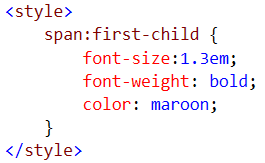 <style>
    span:first-child {
        font-size:1.3em;
        font-weight: bold;
        color: maroon;
    }
</style>